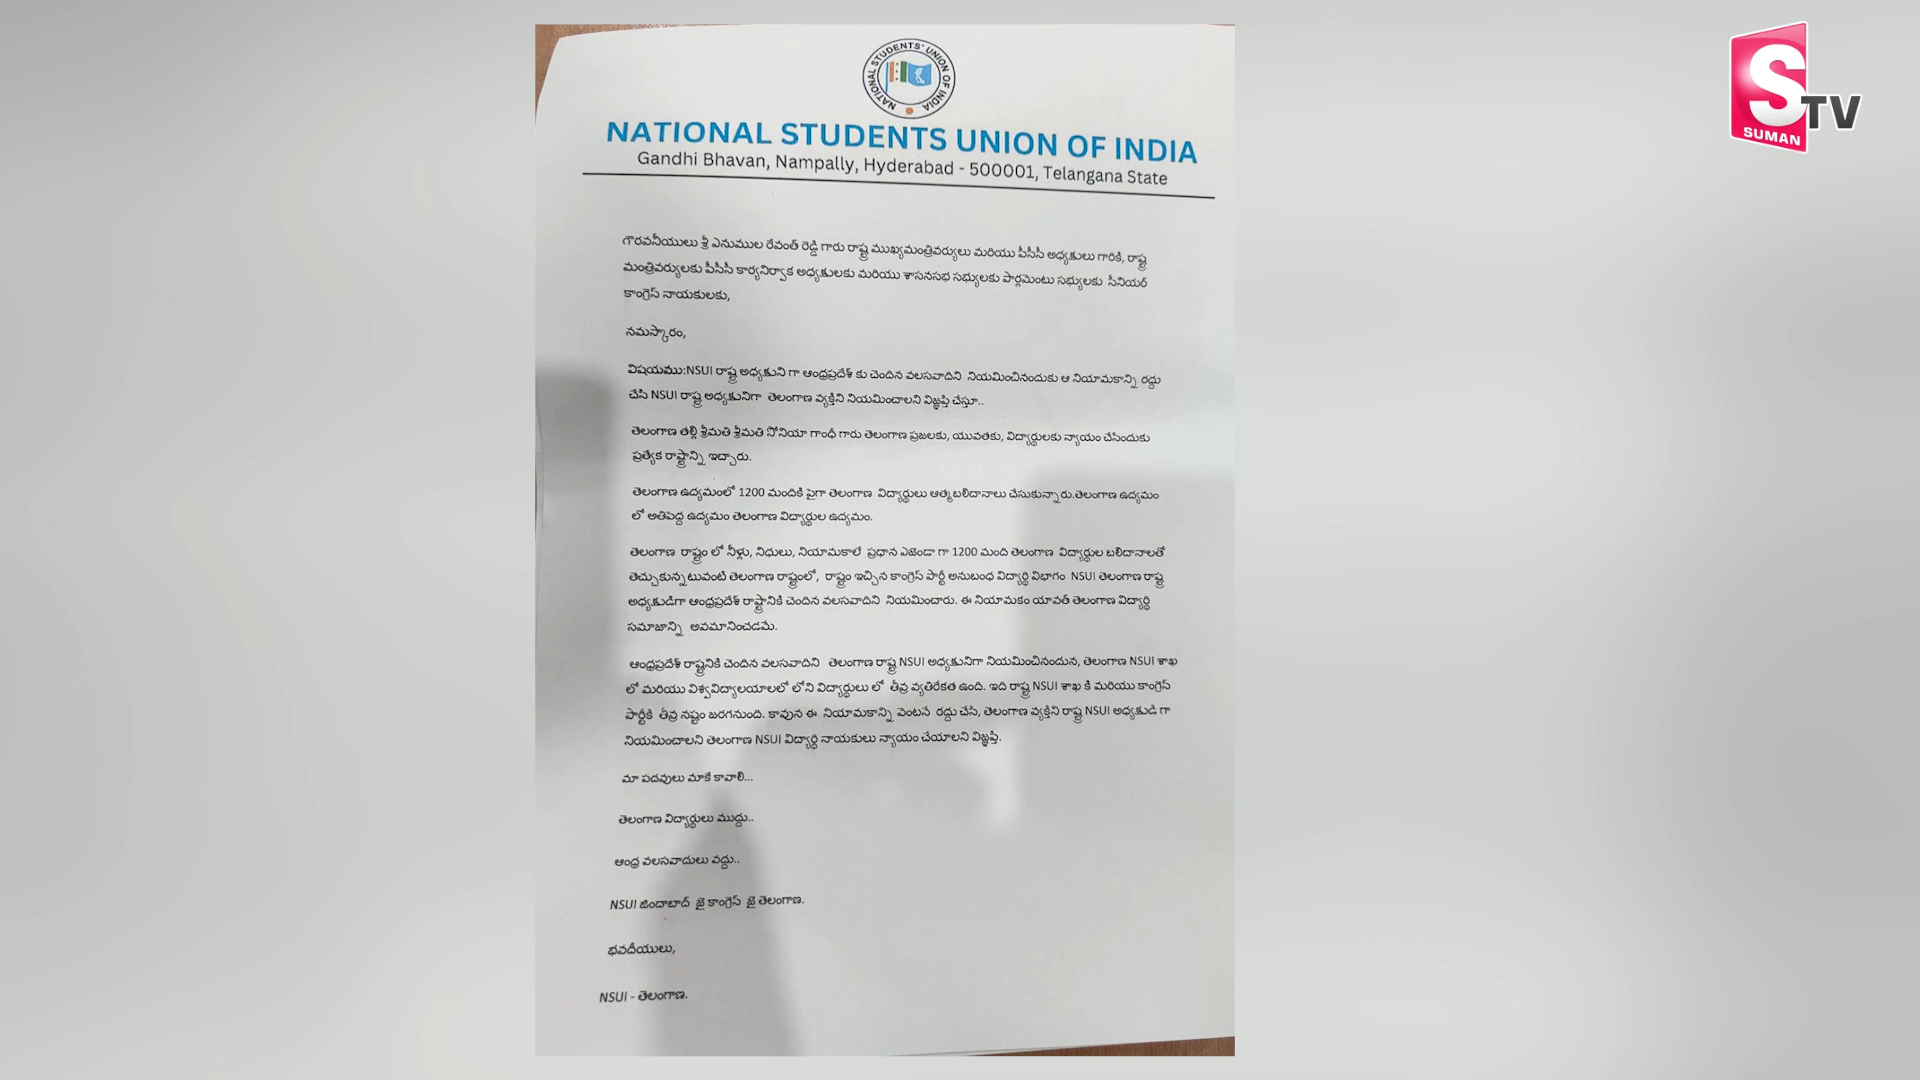 NATIONAL STUDENTS' UNION OF INDIA
S
SUMAN
TV
NATIONAL STUDENTS UNION OF INDIA
Gandhi Bhavan, Nampally, Hyderabad - 500001, Telangana State
గౌరవనీయులు శ్రీ ఎనుముల రేవంత్ రెడ్డి గారు రాష్ట్ర ముఖ్యమంత్రివర్యులు మరియు పీసీసీ అధ్యక్షులు గారికి, రాష్ట్ర
మంత్రివర్యులకు పీసీసీ కార్యనిర్వాక అధ్యక్షులకు మరియు శాసనసభ సభ్యులకు పార్లమెంటు సభ్యులకు సీనియర్
కాంగ్రెస్ నాయకులకు,
నమస్కారం,
విషయము:NSUI రాష్ట్ర అధ్యక్షుని గా ఆంధ్రప్రదేశ్ కు చెందిన వలసవాదిని నియమించినందుకు ఆ నియామకాన్ని రద్దు
చేసి NSUI రాష్ట్ర అధ్యక్షునిగా తెలంగాణ వ్యక్తిని నియమించాలని విజ్ఞప్తి చేస్తూ..
తెలంగాణ తల్లి శ్రీమతి శ్రీమతి సోనియా గాంధీ గారు తెలంగాణ ప్రజలకు, యువతకు, విద్యార్థులకు న్యాయం చేసేందుకు
ప్రత్యేక రాష్ట్రాన్ని ఇచ్చారు.
తెలంగాణ ఉద్యమంలో 1200 మందికి పైగా తెలంగాణ విద్యార్థులు ఆత్మబలిదానాలు చేసుకున్నారు.తెలంగాణ ఉద్యమం
లో అతిపెద్ద ఉద్యమం తెలంగాణ విద్యార్థుల ఉద్యమం.
తెలంగాణ రాష్ట్రం లో నీళ్లు, నిధులు, నియామకాలే ప్రధాన ఎజెండా గా 1200 మంది తెలంగాణ విద్యార్థుల బలిదానాలతో
తెచ్చుకున్నటువంటి తెలంగాణ రాష్ట్రంలో, రాష్ట్రం ఇచ్చిన కాంగ్రెస్ పార్టీ అనుబంధ విద్యార్థి విభాగం NSUI తెలంగాణ రాష్ట్ర
అధ్యక్షుడిగా ఆంధ్రప్రదేశ్ రాష్ట్రానికి చెందిన వలసవాదిని నియమించారు. ఈ నియామకం యావత్ తెలంగాణ విద్యార్థి
సమాజాన్ని అవమానించడమే.
ఆంధ్రప్రదేశ్ రాష్ట్రనికి చెందిన వలసవాదిని తెలంగాణ రాష్ట్ర NSUI అధ్యక్షునిగా నియమించినందున, తెలంగాణ NSUI శాఖ
లో మరియు విశ్వవిద్యాలయాలలో లోని విద్యార్థులు లో తీవ్ర వ్యతిరేకత ఉంది. ఇది రాష్ట్ర NSUI శాఖ కి మరియు కాంగ్రెస్
పార్టీకి తీవ్ర నష్టం జరగనుంది. కావున ఈ నియామకాన్ని వెంటనే రద్దు చేసి, తెలంగాణ వ్యక్తిని రాష్ట్ర NSUI అధ్యక్షుడి గా
నియమించాలని తెలంగాణ NSUI విద్యార్థి నాయకులు న్యాయం చేయాలని విజ్ఞప్తి.
మా పదవులు మాకే కావాలి...
తెలంగాణ విద్యార్థులు ముద్దు..
ఆంధ్ర వలసవాదులు వద్దు..
NSUI జిందాబాద్ జై కాంగ్రెస్ జై తెలంగాణ.
భవదీయులు,
NSUI - తెలంగాణ.